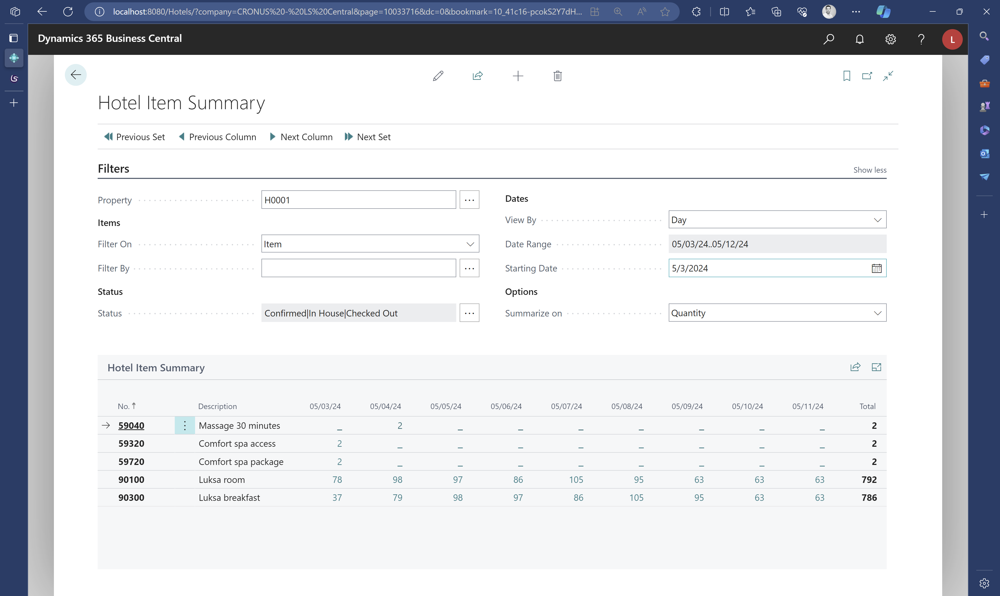 localhost:8080/Hotels/?company=CRONUS%20-%20LS%20Central&page=10033716&dc=0&bookmark=10_41c16-pcokS2Y7dH...
Dynamics 365 Business Central
L
Hotel Item Summary
Previous Set Previous Column Next Column Next Set
Filters Show less
Property H0001 ... Dates
Items View By Day
Filter On Item Date Range 05/03/24..05/12/24
Filter By ... Starting Date 5/3/2024
Status Options
Status Confirmed|In House|Checked Out ... Summarize on Quantity
Hotel Item Summary
No. ↑ Description 05/03/24 05/04/24 05/05/24 05/06/24 05/07/24 05/08/24 05/09/24 05/10/24 05/11/24 Total
59040 Massage 30 minutes _ 2 _ _ _ _ _ _ _ 2
59320 Comfort spa access 2 _ _ _ _ _ _ _ _ 2
59720 Comfort spa package 2 _ _ _ _ _ _ _ _ 2
90100 Luksa room 78 98 97 86 105 95 63 63 63 792
90300 Luksa breakfast 37 79 98 97 86 105 95 63 63 786